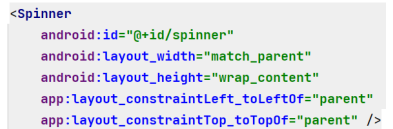 <Spinner
android:id="@+id/spinner"
android:layout_width="match_parent"
android:layout_height="wrap_content"
app:layout_constraintLeft_toLeftOf="parent"
app:layout_constraintTop_toTopOf="parent" />